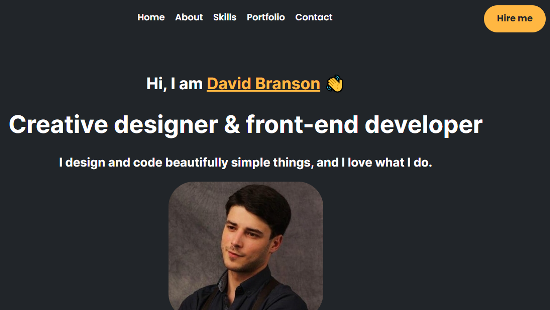 Home About Skills Portfolio Contact Hire me
Hi, I am David Branson 👋
Creative designer & front-end developer
I design and code beautifully simple things, and I love what I do.